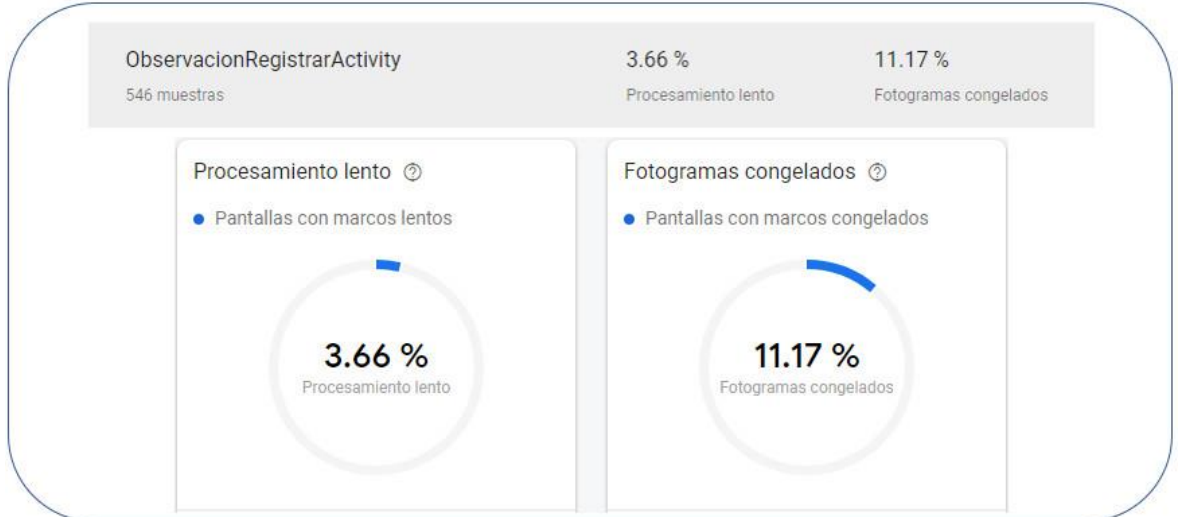 ObservacionRegistrarActivity 3.66 % 11.17 %
546 muestras Procesamiento lento Fotogramas congelados
Procesamiento lento
Pantallas con marcos lentos
3.66 %
Procesamiento lento
Fotogramas congelados
Pantallas con marcos congelados
11.17 %
Fotogramas congelados